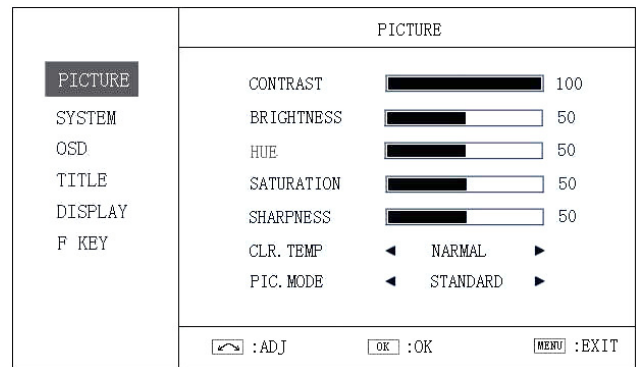 PICTURE
PICTURE
SYSTEM
OSD
TITLE
DISPLAY
F KEY
CONTRAST 100
BRIGHTNESS 50
HUE 50
SATURATION 50
SHARPNESS 50
CLR. TEMP ◄ NARMAL ►
PIC. MODE ◄ STANDARD ►
:ADJ OK :OK MENU :EXIT